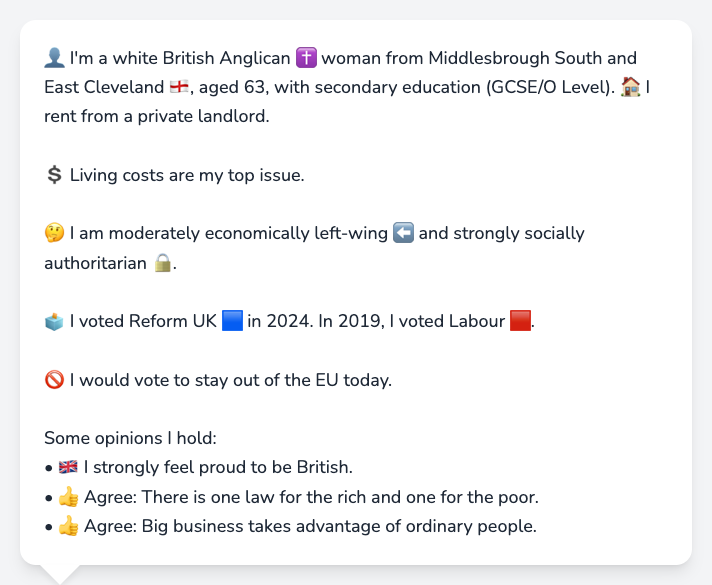 👤 I'm a white British Anglican ✝️ woman from Middlesbrough South and
East Cleveland 🏴󠁧󠁢󠁥󠁮󠁧󠁿, aged 63, with secondary education (GCSE/O Level). 🏠 I
rent from a private landlord.
💲 Living costs are my top issue.
🤔 I am moderately economically left-wing ⬅️ and strongly socially
authoritarian 🔒.
🗳️ I voted Reform UK 🟦 in 2024. In 2019, I voted Labour 🟥.
🚫 I would vote to stay out of the EU today.
Some opinions I hold:
• 🇬🇧 I strongly feel proud to be British.
• 👍 Agree: There is one law for the rich and one for the poor.
• 👍 Agree: Big business takes advantage of ordinary people.